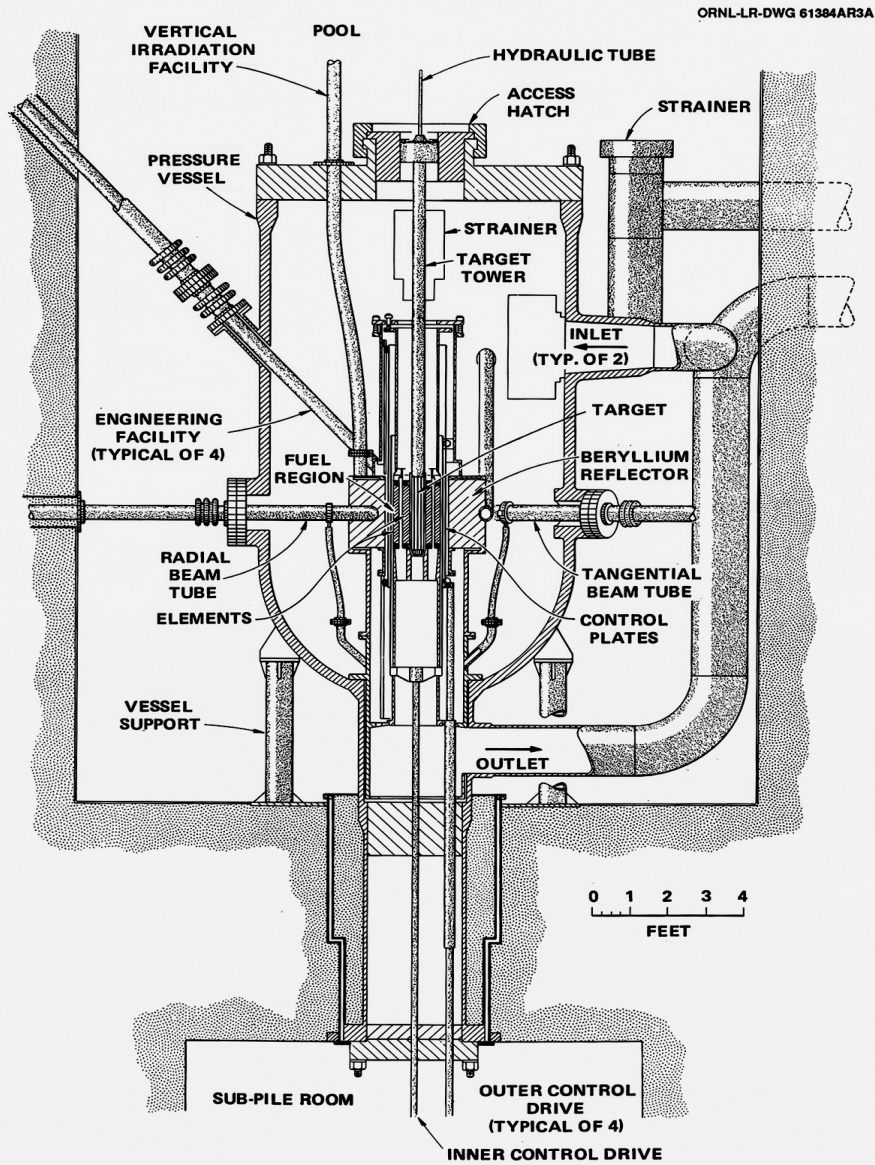 ORNL-LR-DWG 61384AR3A
VERTICAL
IRRADIATION
FACILITY
POOL
HYDRAULIC TUBE
ACCESS
HATCH
STRAINER
PRESSURE
VESSEL
STRAINER
TARGET
TOWER
INLET
(TYP. OF 2)
ENGINEERING
FACILITY
(TYPICAL OF 4)
TARGET
FUEL
REGION
BERYLLIUM
REFLECTOR
RADIAL
BEAM
TUBE
TANGENTIAL
BEAM TUBE
ELEMENTS
CONTROL
PLATES
VESSEL
SUPPORT
OUTLET
0 1 2 3 4
FEET
SUB-PILE ROOM
OUTER CONTROL
DRIVE
(TYPICAL OF 4)
INNER CONTROL DRIVE